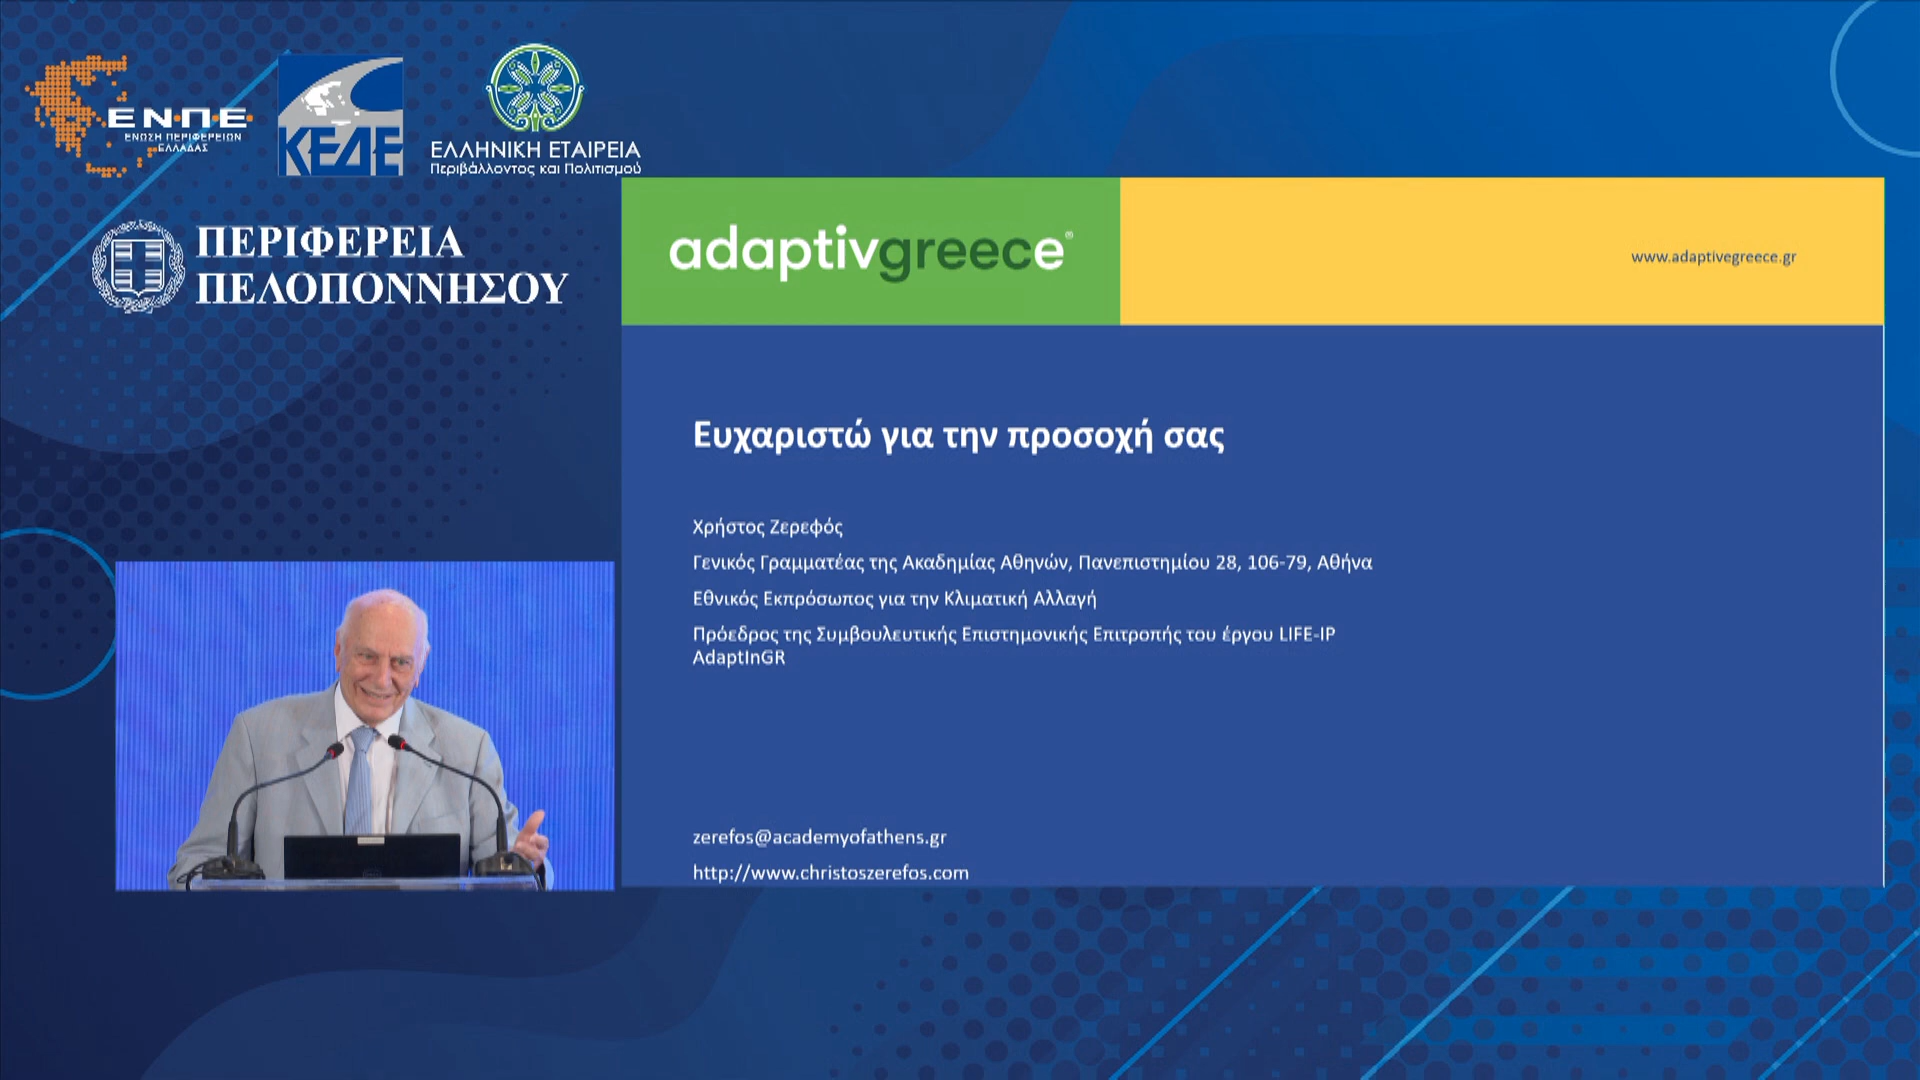 ΕΝΠΕ
ΕΝΩΣΗ ΠΕΡΙΦΕΡΕΙΩΝ
ΕΛΛΑΔΑΣ
ΚΕΔΕ
ΕΛΛΗΝΙΚΗ ΕΤΑΙΡΕΙΑ
Περιβάλλοντος και Πολιτισμού
ΠΕΡΙΦΕΡΕΙΑ
ΠΕΛΟΠΟΝΝΗΣΟΥ
adaptivgreece®
www.adaptivegreece.gr
Ευχαριστώ για την προσοχή σας
Χρήστος Ζερεφός
Γενικός Γραμματέας της Ακαδημίας Αθηνών, Πανεπιστημίου 28, 106-79, Αθήνα
Εθνικός Εκπρόσωπος για την Κλιματική Αλλαγή
Πρόεδρος της Συμβουλευτικής Επιστημονικής Επιτροπής του έργου LIFE-IP
AdaptInGR
zerefos@academyofathens.gr
http://www.christoszerefos.com